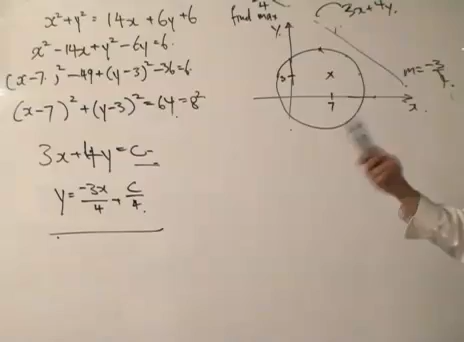 x² + y² = 14x + 6y + 6
x² - 14x + y² - 6y = 6.
(x-7)² - 49 + (y-3)² - 36 = 6.
(x-7)² + (y-3)² = 64 = 8²
3x + 4y = C
y = -3x/4 + C/4.
find max 3x + 4y.
y
m = -3/4.
3
7
x